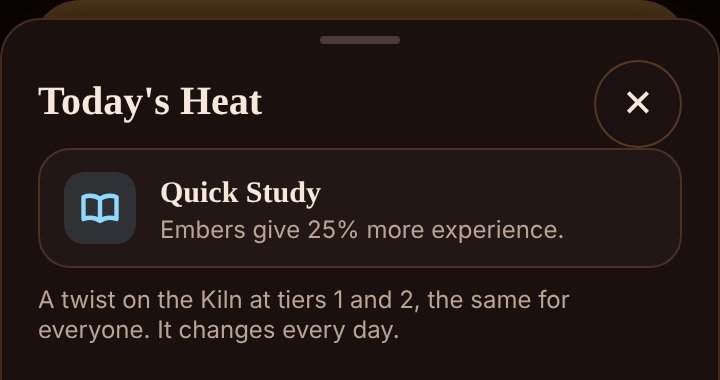 Today's Heat
Quick Study
Embers give 25% more experience.
A twist on the Kiln at tiers 1 and 2, the same for
everyone. It changes every day.